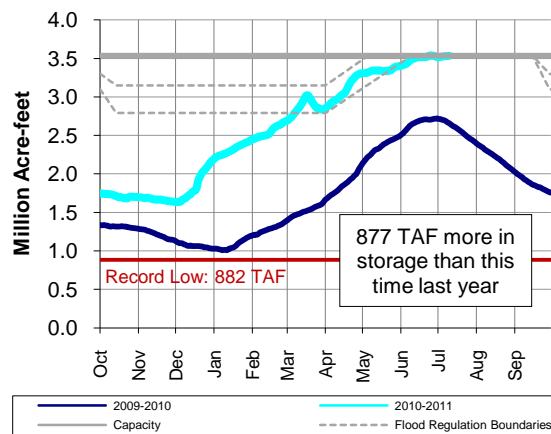 4.0
3.5
3.0
2.5
2.0
1.5
1.0
0.5
0.0
Million Acre-feet
Record Low: 882 TAF
877 TAF more in
storage than this
time last year
Oct Nov Dec Jan Feb Mar Apr May Jun Jul Aug Sep
2009-2010 2010-2011
Capacity Flood Regulation Boundaries